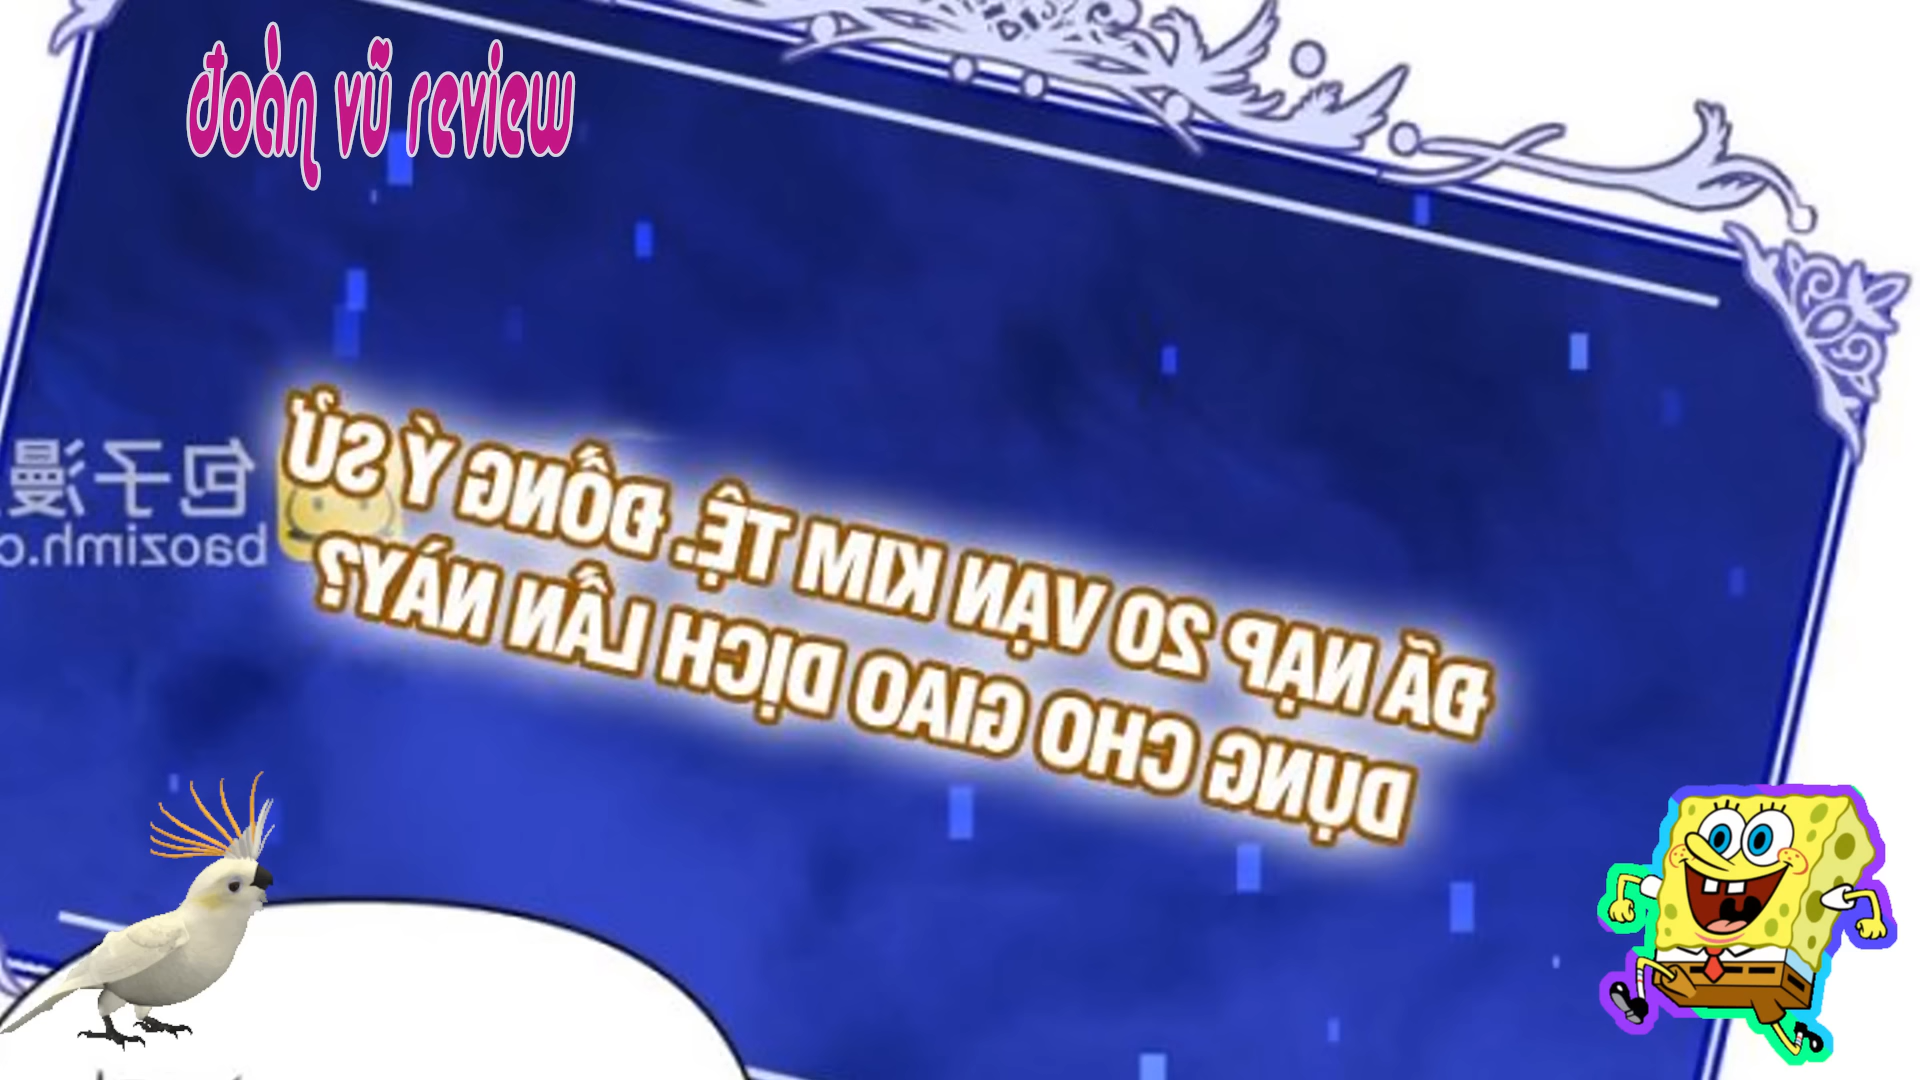 đoàn vũ review
包子漫
baozimh.c
ĐÃ NẠP 20 VẠN KIM TỆ. ĐỒNG Ý SỬ
DỤNG CHO GIAO DỊCH LẦN NÀY?